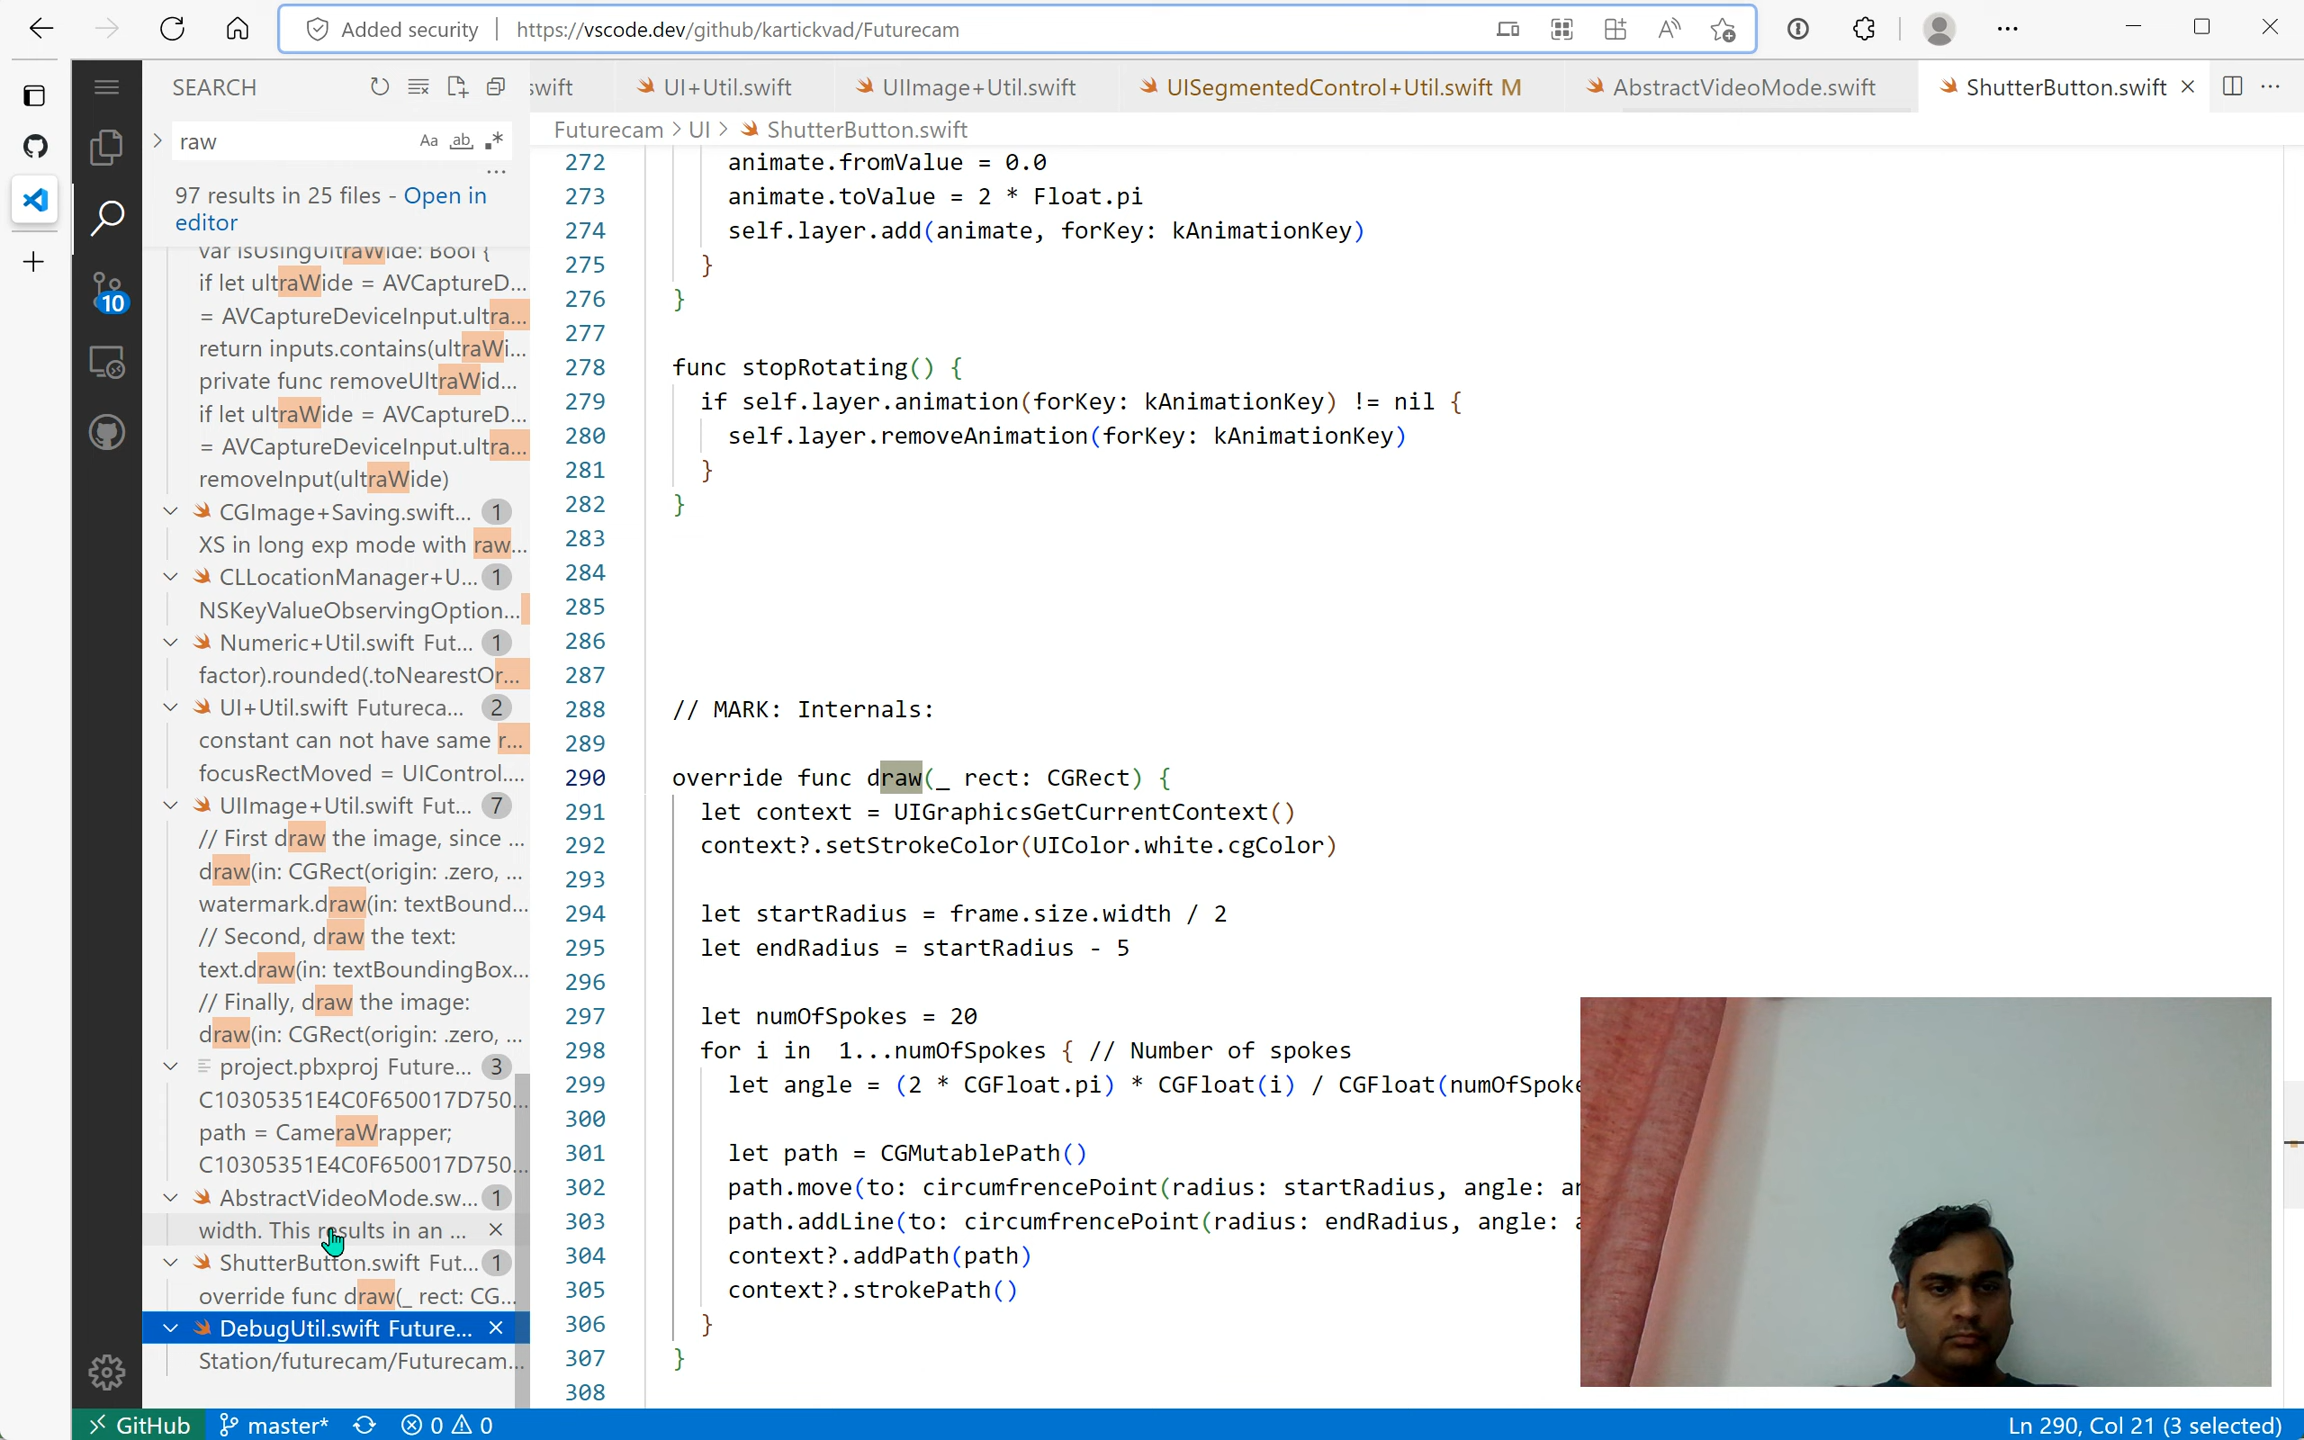 Added security
https://vscode.dev/github/kartickvad/Futurecam
SEARCH
raw
Aa
ab
97 results in 25 files - Open in
editor
var isUsingUltraWide: Bool {
if let ultraWide = AVCaptureD...
= AVCaptureDeviceInput.ultra...
return inputs.contains(ultraWi...
private func removeUltraWid...
if let ultraWide = AVCaptureD...
= AVCaptureDeviceInput.ultra...
removeInput(ultraWide)
CGImage+Saving.swift... 1
XS in long exp mode with raw...
CLLocationManager+U... 1
NSKeyValueObservingOption...
Numeric+Util.swift Fut... 1
factor).rounded(.toNearestOr...
UI+Util.swift Futureca... 2
constant can not have same r...
focusRectMoved = UIControl....
UIImage+Util.swift Fut... 7
// First draw the image, since ...
draw(in: CGRect(origin: .zero, ...
watermark.draw(in: textBound...
// Second, draw the text:
text.draw(in: textBoundingBox...
// Finally, draw the image:
draw(in: CGRect(origin: .zero, ...
project.pbxproj Future... 3
C10305351E4C0F650017D750...
path = CameraWrapper;
C10305351E4C0F650017D750...
AbstractVideoMode.sw... 1
width. This results in an ...
ShutterButton.swift Fut... 1
override func draw(_ rect: CG...
DebugUtil.swift Future...
Station/futurecam/Futurecam...
10
swift
UI+Util.swift
UIImage+Util.swift
UISegmentedControl+Util.swift M
AbstractVideoMode.swift
ShutterButton.swift
Futurecam > UI > ShutterButton.swift
272 animate.fromValue = 0.0
273 animate.toValue = 2 * Float.pi
274 self.layer.add(animate, forKey: kAnimationKey)
275 }
276 }
277
278 func stopRotating() {
279 if self.layer.animation(forKey: kAnimationKey) != nil {
280 self.layer.removeAnimation(forKey: kAnimationKey)
281 }
282 }
283
284
285
286
287
288 // MARK: Internals:
289
290 override func draw(_ rect: CGRect) {
291 let context = UIGraphicsGetCurrentContext()
292 context?.setStrokeColor(UIColor.white.cgColor)
293
294 let startRadius = frame.size.width / 2
295 let endRadius = startRadius - 5
296
297 let numOfSpokes = 20
298 for i in 1...numOfSpokes { // Number of spokes
299 let angle = (2 * CGFloat.pi) * CGFloat(i) / CGFloat(numOfSpoke
300
301 let path = CGMutablePath()
302 path.move(to: circumfrencePoint(radius: startRadius, angle: a
303 path.addLine(to: circumfrencePoint(radius: endRadius, angle:
304 context?.addPath(path)
305 context?.strokePath()
306 }
307 }
308
GitHub
master*
0
0
Ln 290, Col 21 (3 selected)